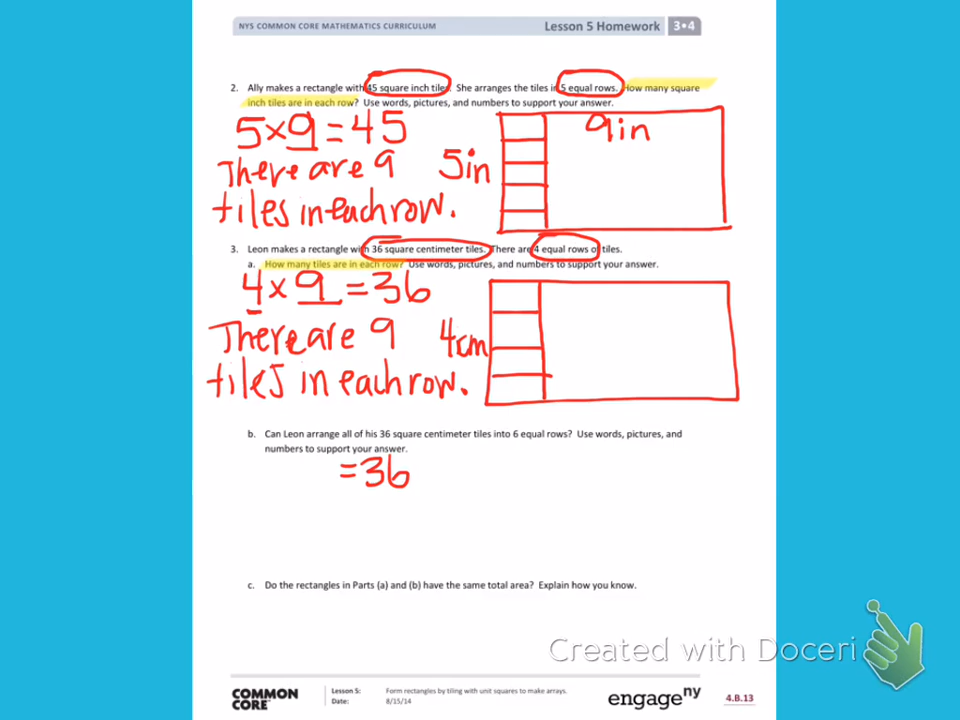 NYS COMMON CORE MATHEMATICS CURRICULUM Lesson 5 Homework 3•4
2. Ally makes a rectangle with 45 square inch tiles. She arranges the tiles in 5 equal rows. How many square
inch tiles are in each row? Use words, pictures, and numbers to support your answer.
5×9=45
There are 9
tiles in each row.
5in
9in
3. Leon makes a rectangle with 36 square centimeter tiles. There are 4 equal rows of tiles.
a. How many tiles are in each row? Use words, pictures, and numbers to support your answer.
4×9=36
There are 9
tiles in each row.
4cm
b. Can Leon arrange all of his 36 square centimeter tiles into 6 equal rows? Use words, pictures, and
numbers to support your answer.
=36
c. Do the rectangles in Parts (a) and (b) have the same total area? Explain how you know.
Created with Doceri
COMMON
CORE
Lesson 5: Form rectangles by tiling with unit squares to make arrays.
Date: 8/15/14
engage ny
4.B.13